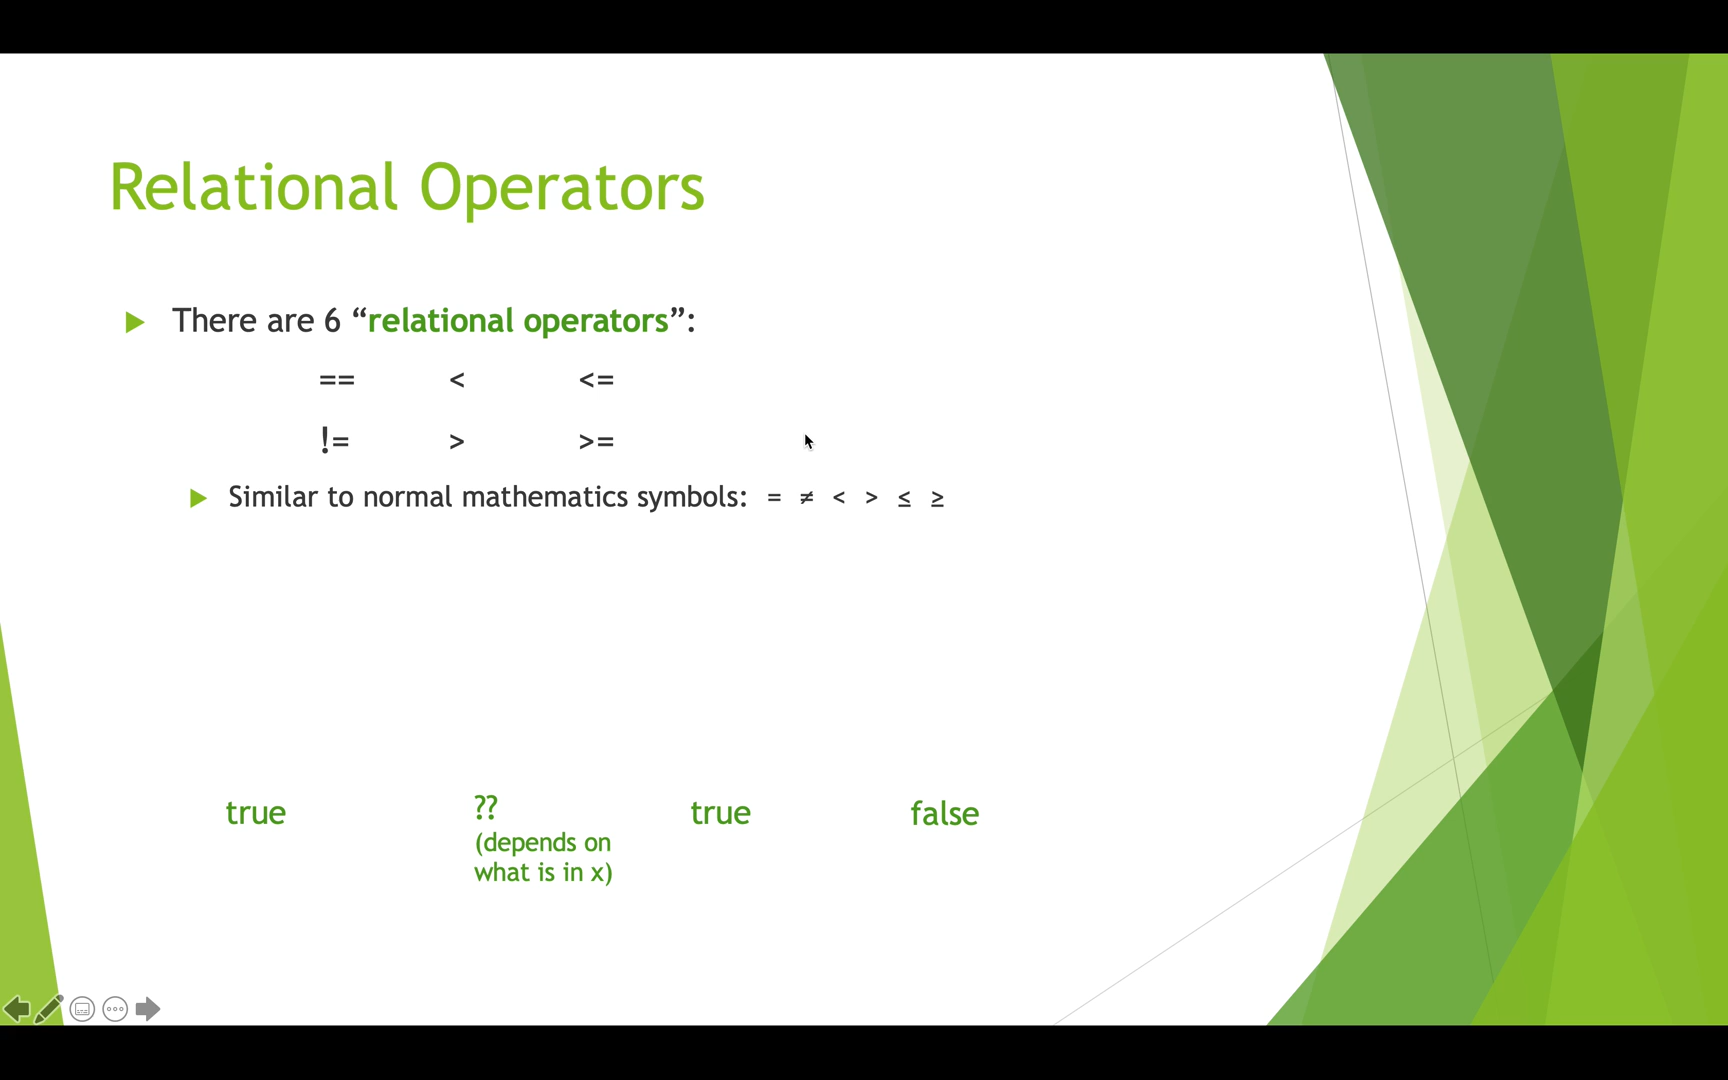 Relational Operators
There are 6 “relational operators”:
== < <=
!= > >=
Similar to normal mathematics symbols: = ≠ < > ≤ ≥
true ?? true false
(depends on
what is in x)